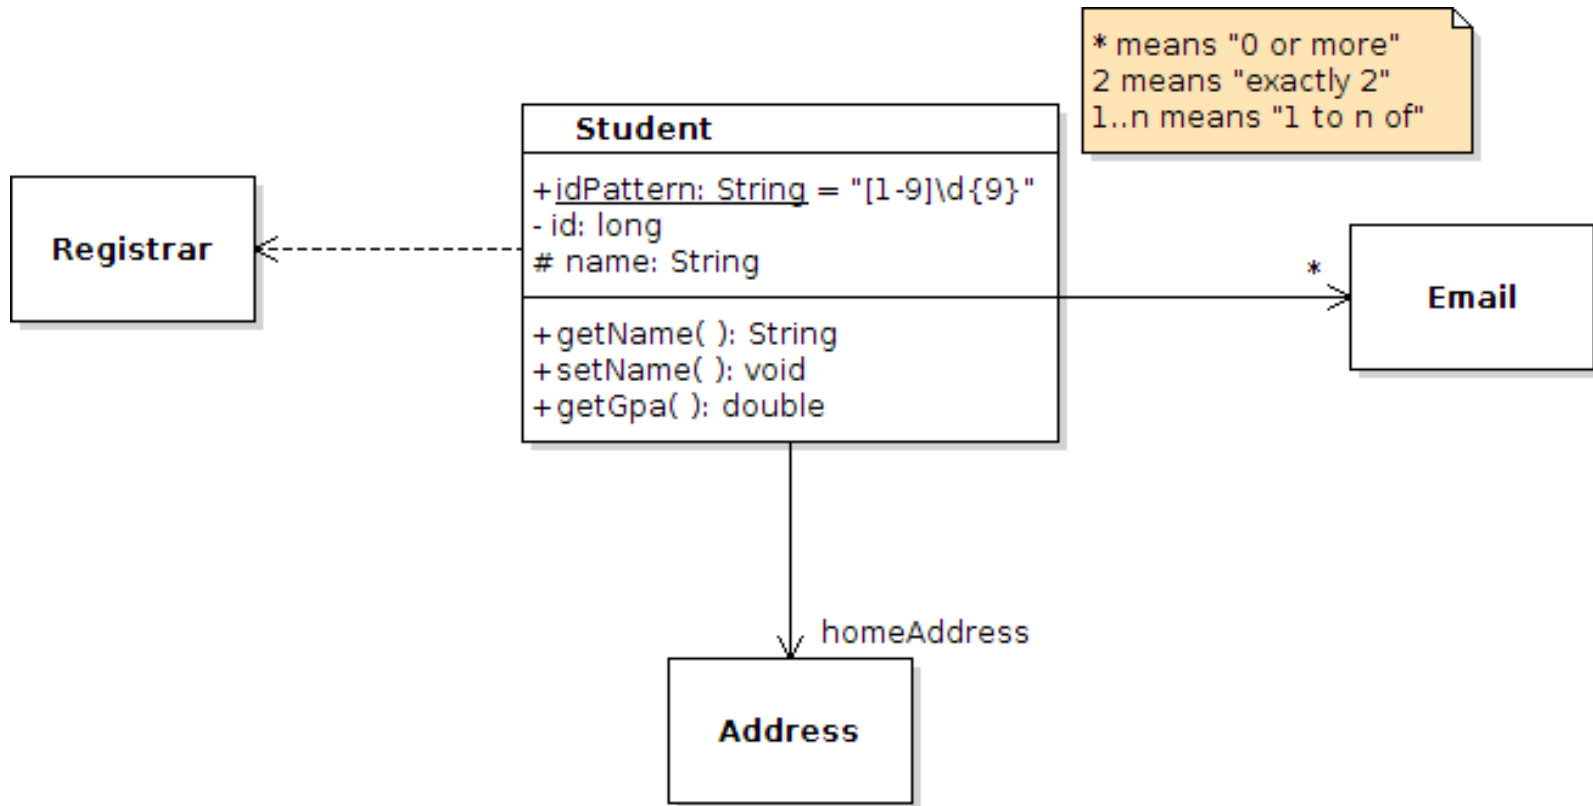 * means "0 or more"
2 means "exactly 2"
1..n means "1 to n of"
Student
+idPattern: String = "[1-9]\d{9}"
- id: long
# name: String
Registrar
*
Email
+getName( ): String
+setName( ): void
+getGpa( ): double
homeAddress
Address